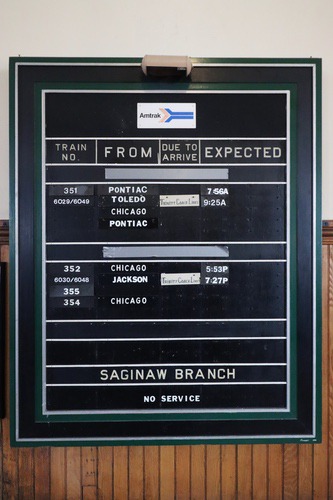 Amtrak
TRAIN NO. FROM DUE TO ARRIVE EXPECTED
351 PONTIAC 7:56A
6029/6049 TOLEDO 9:25A
CHICAGO
PONTIAC
352 CHICAGO 5:53P
6030/6048 JACKSON 7:27P
355
354 CHICAGO
SAGINAW BRANCH
NO SERVICE